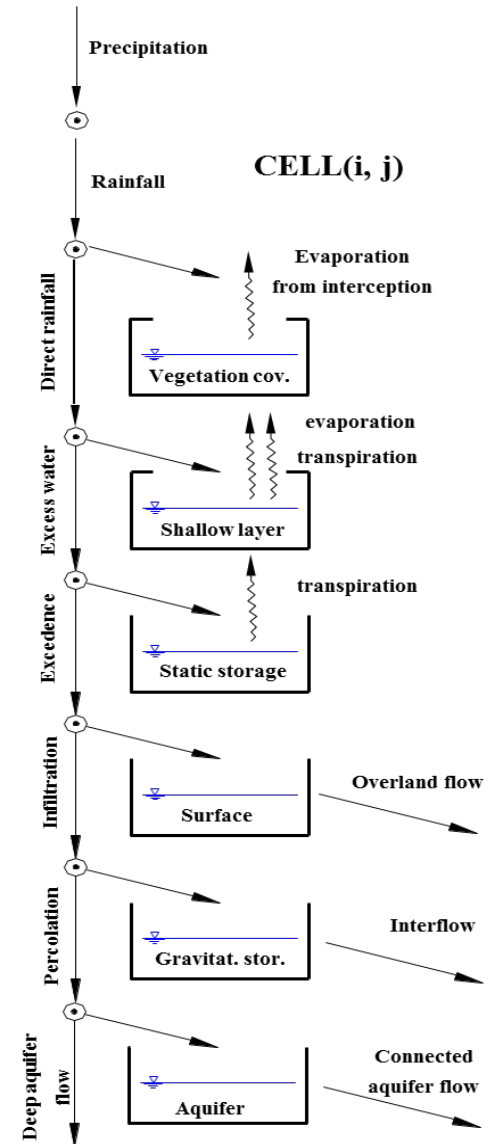 Precipitation
CELL(i, j)
Rainfall
Evaporation
from interception
Direct rainfall
Vegetation cov.
evaporation
transpiration
Excess water
Shallow layer
transpiration
Excedence
Static storage
Infiltration
Overland flow
Surface
Percolation
Interflow
Gravitat. stor.
Deep aquifer
flow
Connected
aquifer flow
Aquifer